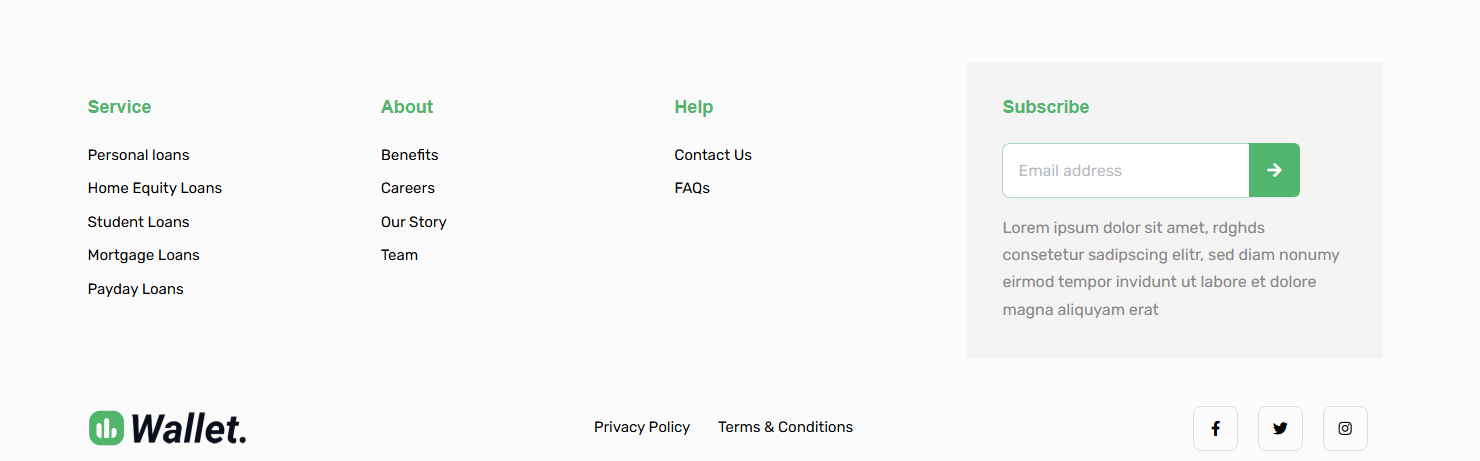 Service
Personal loans
Home Equity Loans
Student Loans
Mortgage Loans
Payday Loans
About
Benefits
Careers
Our Story
Team
Help
Contact Us
FAQs
Subscribe
Email address
Lorem ipsum dolor sit amet, rdghds
consetetur sadipscing elitr, sed diam nonumy
eirmod tempor invidunt ut labore et dolore
magna aliquyam erat
Wallet.
Privacy Policy
Terms & Conditions